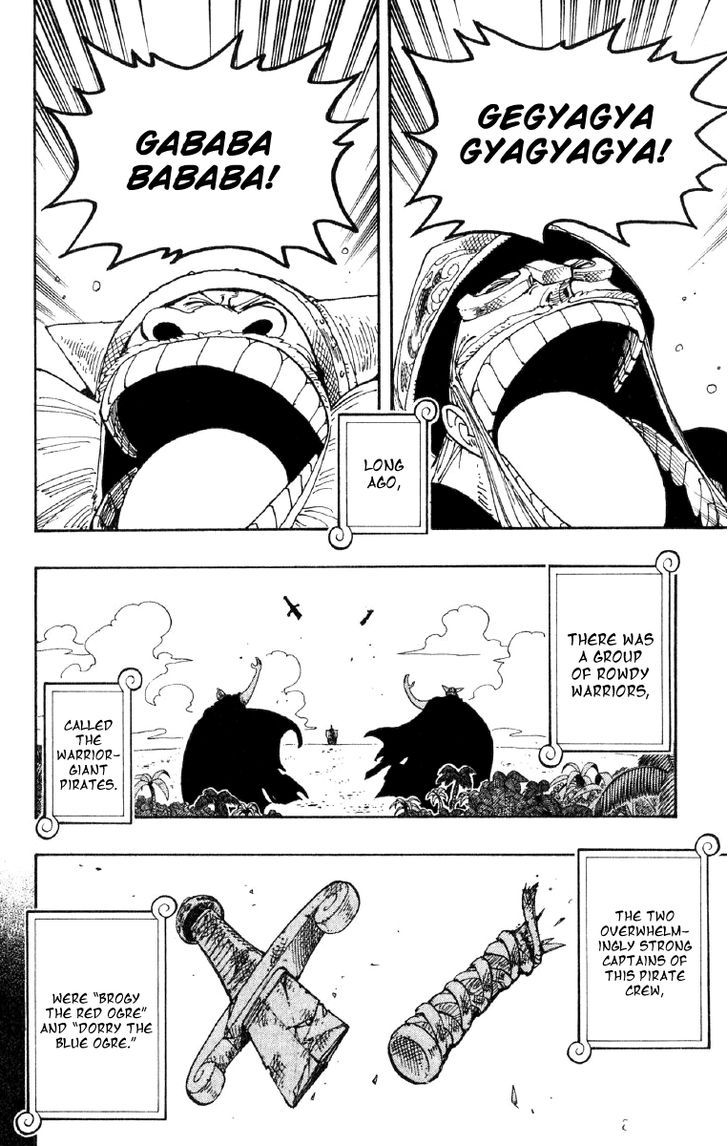 GEGYAGYA
GYAGYAGYA!
GABABA
BABABA!
LONG
AGO,
THERE WAS
A GROUP
OF ROWDY
WARRIORS,
CALLED
THE
WARRIOR-
GIANT
PIRATES.
THE TWO
OVERWHELM-
INGLY STRONG
CAPTAINS OF
THIS PIRATE
CREW,
WERE "BROGY
THE RED OGRE"
AND "DORRY THE
BLUE OGRE."